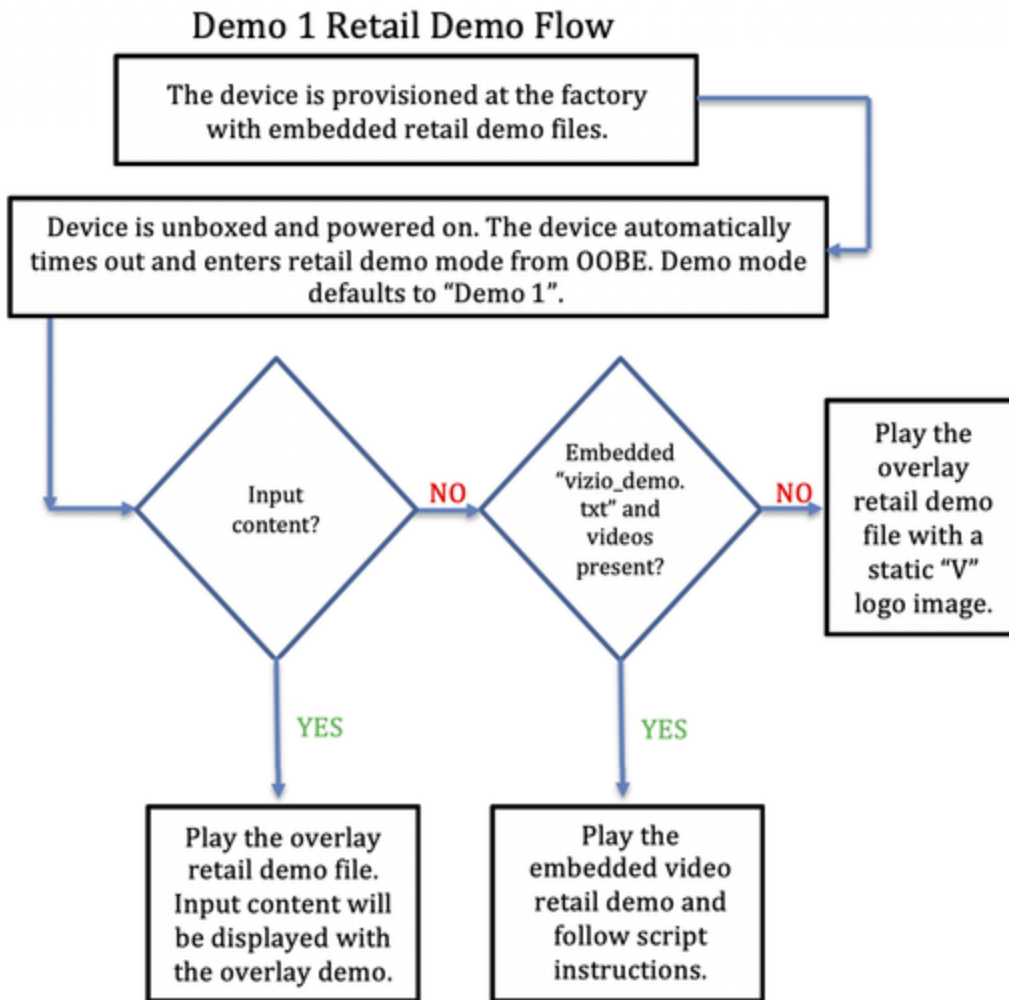 Demo 1 Retail Demo Flow
The device is provisioned at the factory
with embedded retail demo files.
Device is unboxed and powered on. The device automatically
times out and enters retail demo mode from OOBE. Demo mode
defaults to “Demo 1”.
Input
content?
NO
Embedded
“vizio_demo.
txt” and
videos
present?
NO
Play the
overlay
retail demo
file with a
static “V”
logo image.
YES
YES
Play the overlay
retail demo file.
Input content will
be displayed with
the overlay demo.
Play the
embedded video
retail demo and
follow script
instructions.